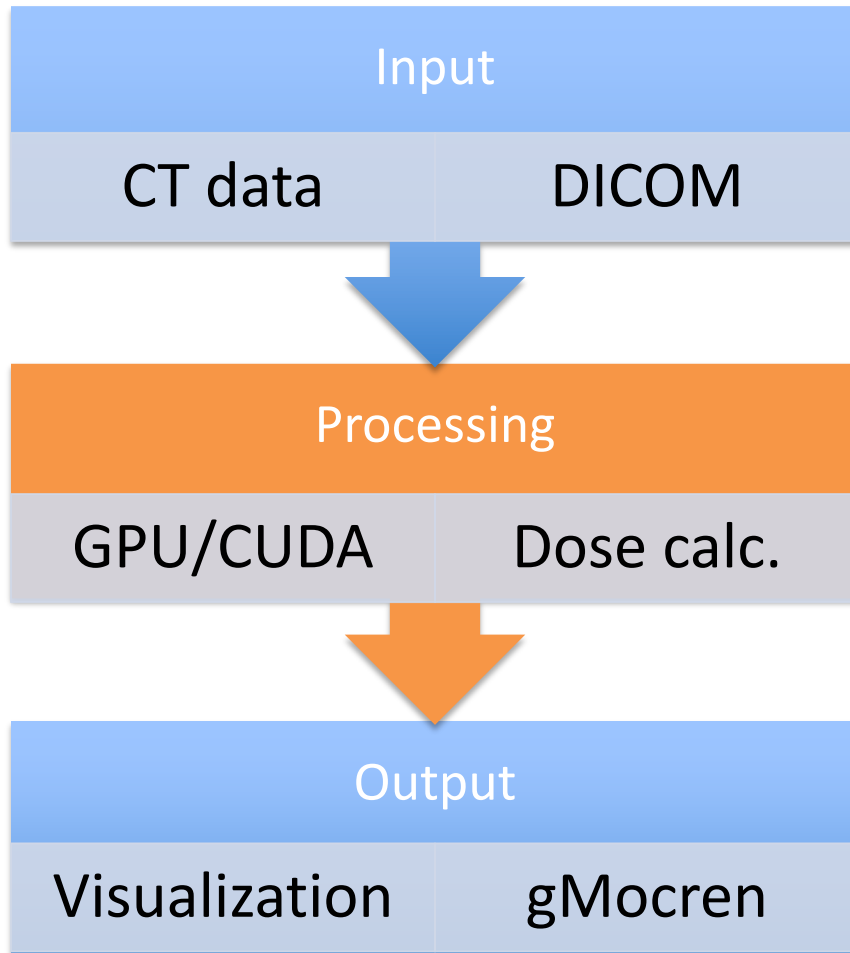 Input
CT data DICOM
Processing
GPU/CUDA Dose calc.
Output
Visualization gMocren